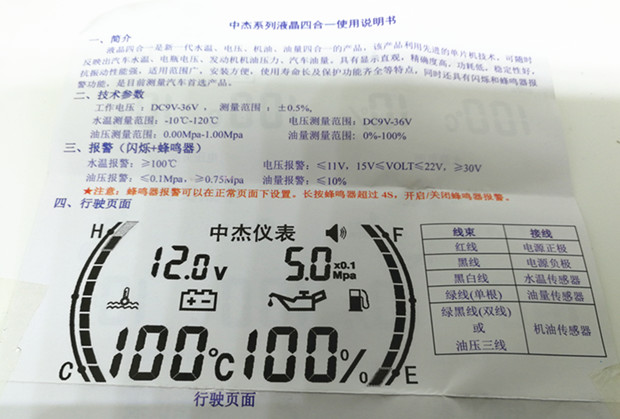 中杰系列液晶四合一使用说明书
一、简介
液晶四合一是新一代水温、电压、机油、油量四合一的产品，该产品利用先进的单片机技术，可随时
反映出汽车水温、电瓶电压、发动机机油压力、汽车油量。具有显示直观，精确度高，功耗低，稳定性好，
抗振动性能强，适用范围广，安装方便，使用寿命长及保护功能齐全等特点，同时还具有闪烁和蜂鸣器报
警功能，是目前测量汽车首选产品。
二、技术参数
工作电压：DC9V-36V，测量范围：±0.5%，
水温测量范围：-10℃-120℃ 电压测量范围：DC9V-36V
油压测量范围：0.00Mpa-1.00Mpa 油量测量范围：0%-100%
三、报警（闪烁+蜂鸣器）
水温报警：≥100℃ 电压报警：≤11V，15V≤VOLT≤22V，≥30V
油压报警：≤0.1Mpa，≥0.75Mpa 油量报警：≤10%
★注意：蜂鸣器报警可以在正常页面下设置。长按蜂鸣器超过 4S，开启/关闭蜂鸣器报警。
四、行驶页面
H 中杰仪表 F
12.0v 5.0 x0.1 Mpa
100℃ 100%
C E
行驶页面
线束 接线
红线 电源正极
黑线 电源负极
黑白线 水温传感器
绿线(单根) 油量传感器
绿黑线(双线)
或 机油传感器
油压三线